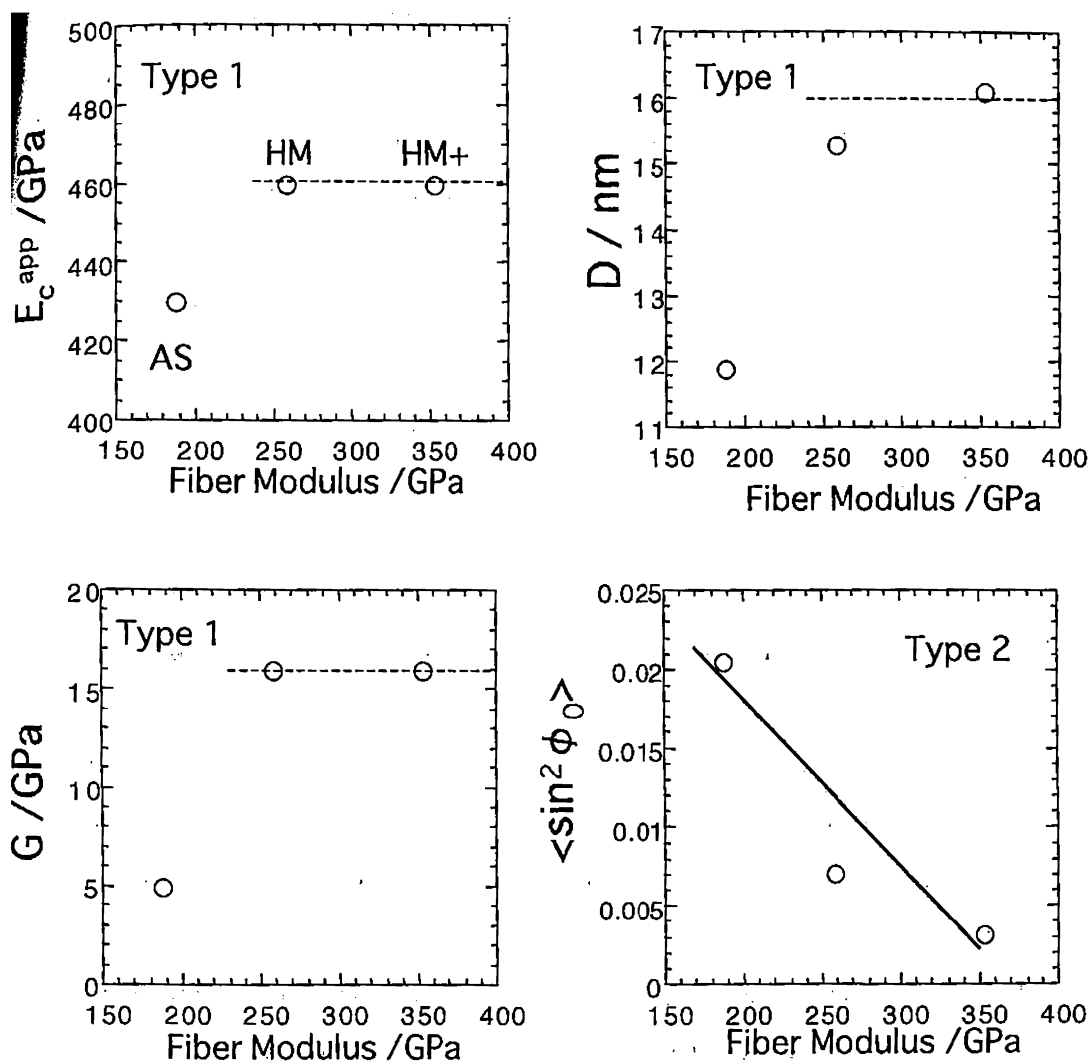 500
480
460
440
420
400
E_c^app /GPa
Type 1
HM
HM+
AS
150 200 250 300 350 400
Fiber Modulus /GPa
17
16
15
14
13
12
11
D / nm
Type 1
150 200 250 300 350 400
Fiber Modulus /GPa
20
15
10
5
0
G /GPa
Type 1
150 200 250 300 350 400
Fiber Modulus /GPa
0.025
0.02
0.015
0.01
0.005
0
<sin² ϕ₀>
Type 2
150 200 250 300 350 400
Fiber Modulus /GPa